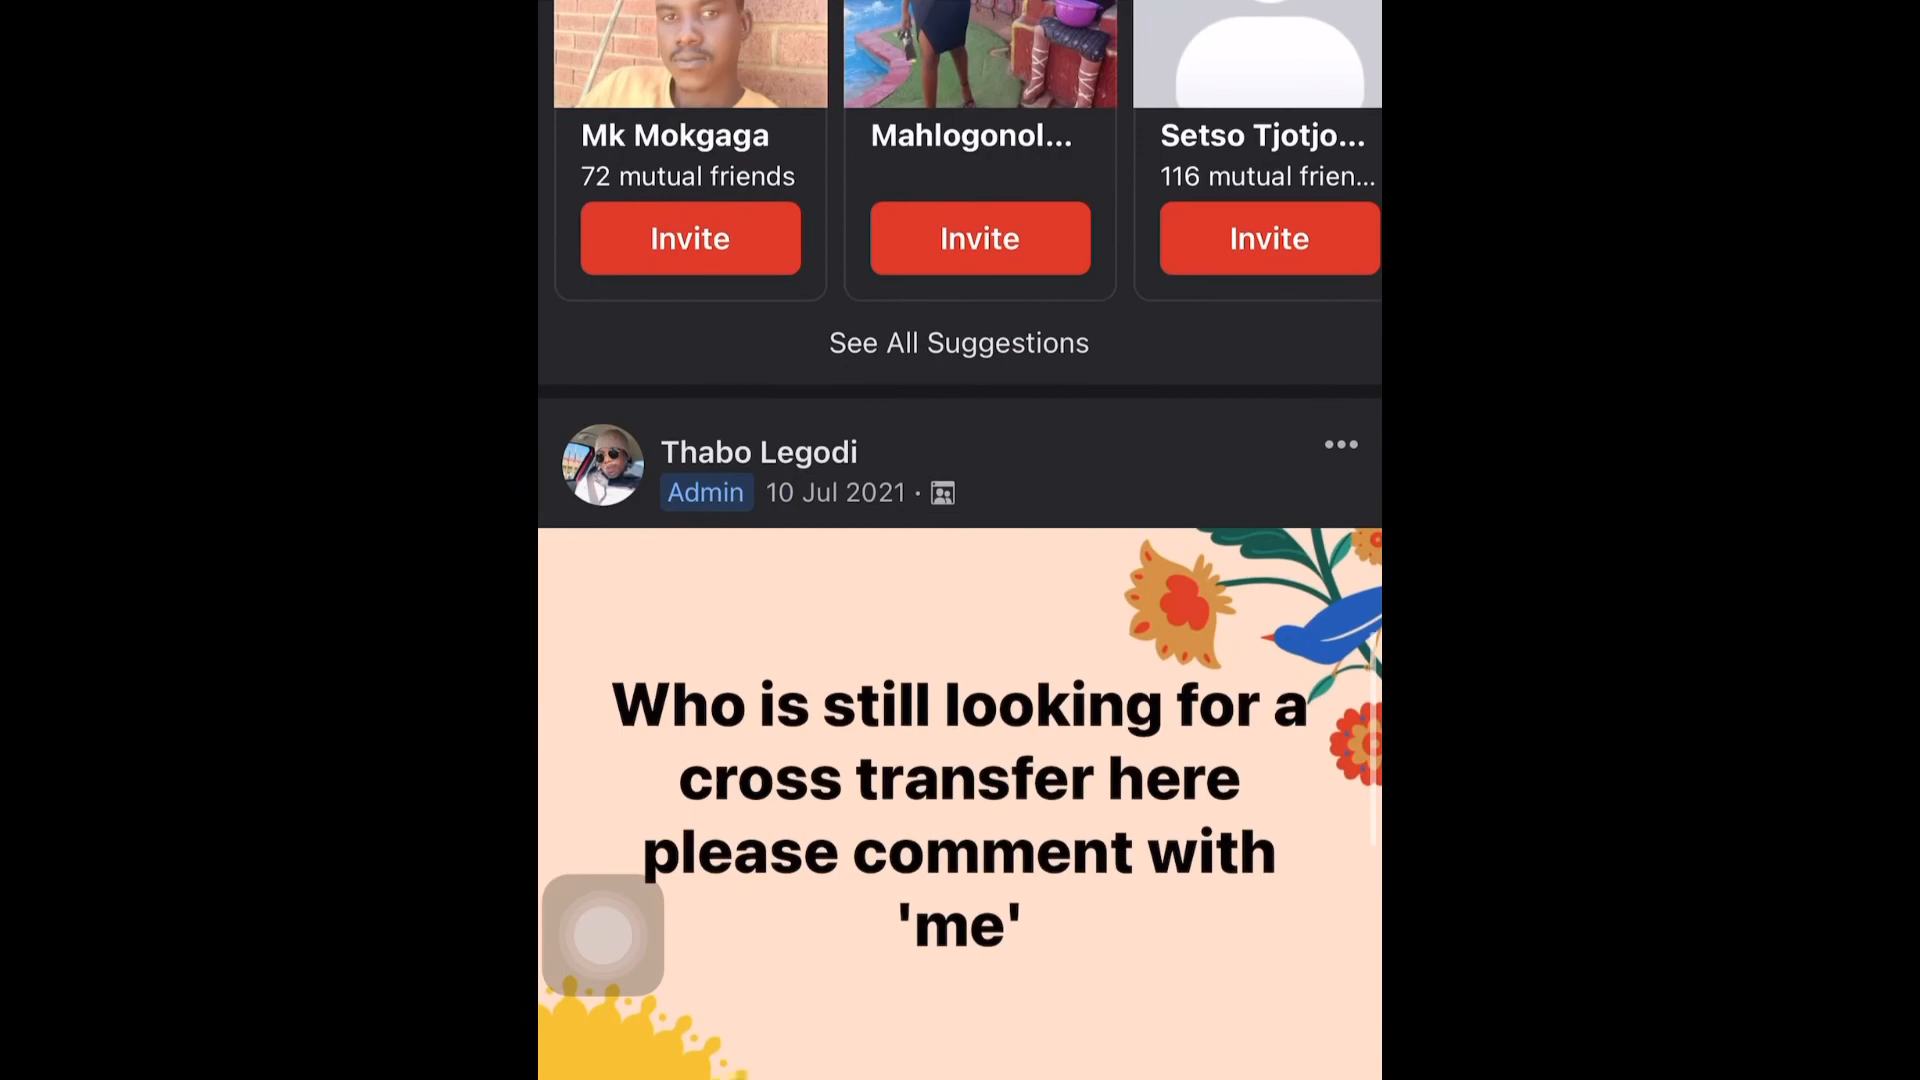 Mk Mokgaga
72 mutual friends
Invite
Mahlogonol...
Invite
Setso Tjotjo...
116 mutual frien...
Invite
See All Suggestions
Thabo Legodi
Admin 10 Jul 2021 ·
Who is still looking for a
cross transfer here
please comment with
'me'